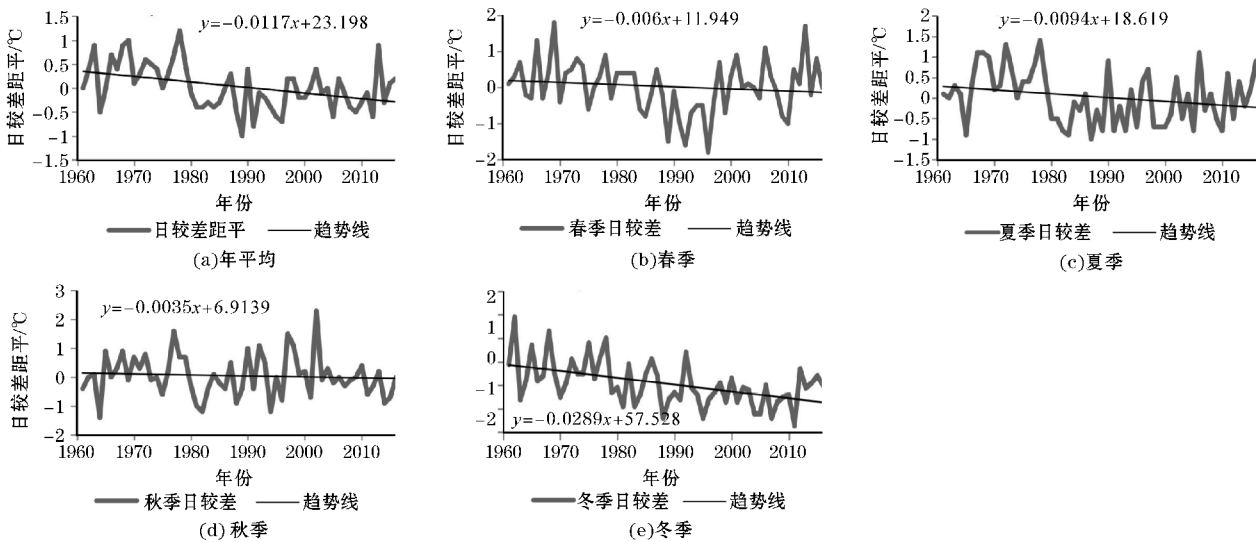 y=-0.0117x+23.198
日较差距平/℃
1.5
1
0.5
0
-0.5
-1
1.5
1960 1970 1980 1990 2000 2010
年份
日较差距平 趋势线
(a)年平均
y=-0.006x+11.949
日较差距平/℃
2
1
0
-1
2
1960 1970 1980 1990 2000 2010
年份
春季日较差 趋势线
(b)春季
y=-0.0094x+18.619
日较差距平/℃
2
1.5
1
0.5
0
-0.5
-1
1.5
1960 1970 1980 1990 2000 2010
年份
夏季日较差 趋势线
(c)夏季
y=-0.0035x+6.9139
日较差距平/℃
3
2
1
0
-1
2
1960 1970 1980 1990 2000 2010
年份
秋季日较差 趋势线
(d)秋季
2
2
1
0
-1
-2
2
y=-0.0289x+57.528
1960 1970 1980 1990 2000 2010
年份
冬季日较差 趋势线
(e)冬季